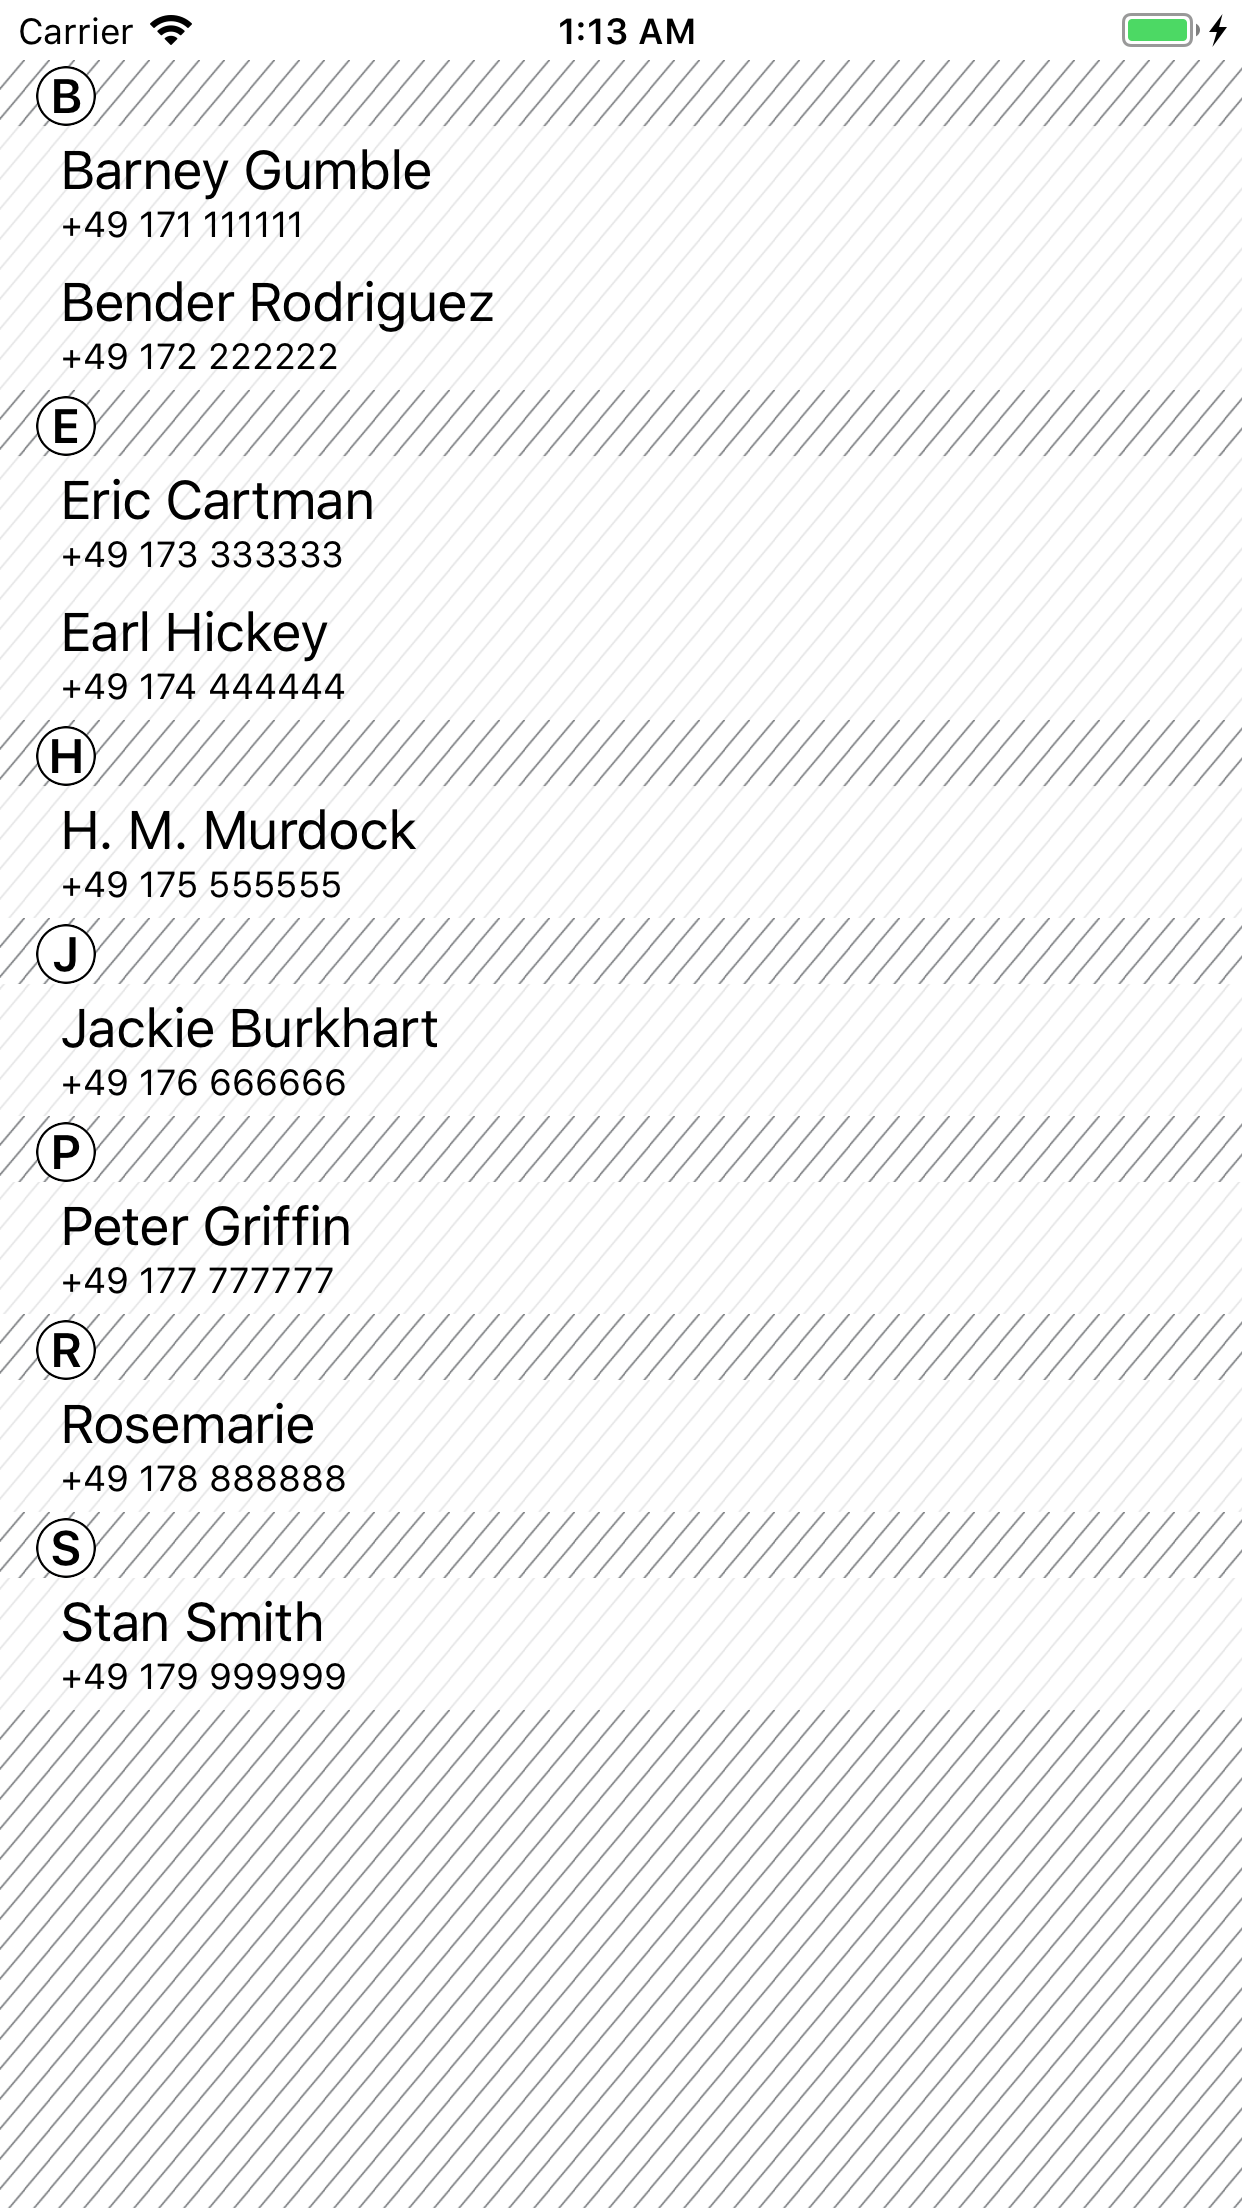 Carrier 1:13 AM
B
Barney Gumble
+49 171 111111
Bender Rodriguez
+49 172 222222
E
Eric Cartman
+49 173 333333
Earl Hickey
+49 174 444444
H
H. M. Murdock
+49 175 555555
J
Jackie Burkhart
+49 176 666666
P
Peter Griffin
+49 177 777777
R
Rosemarie
+49 178 888888
S
Stan Smith
+49 179 999999